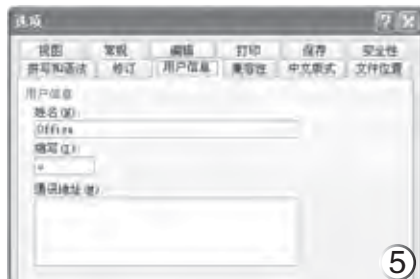 选项
视图 常规 编辑 打印 保存 安全性
拼写和语法 修订 用户信息 兼容性 中文版式 文件位置
用户信息
姓名(N):
Office
缩写(I):
通讯地址(M):
⑤